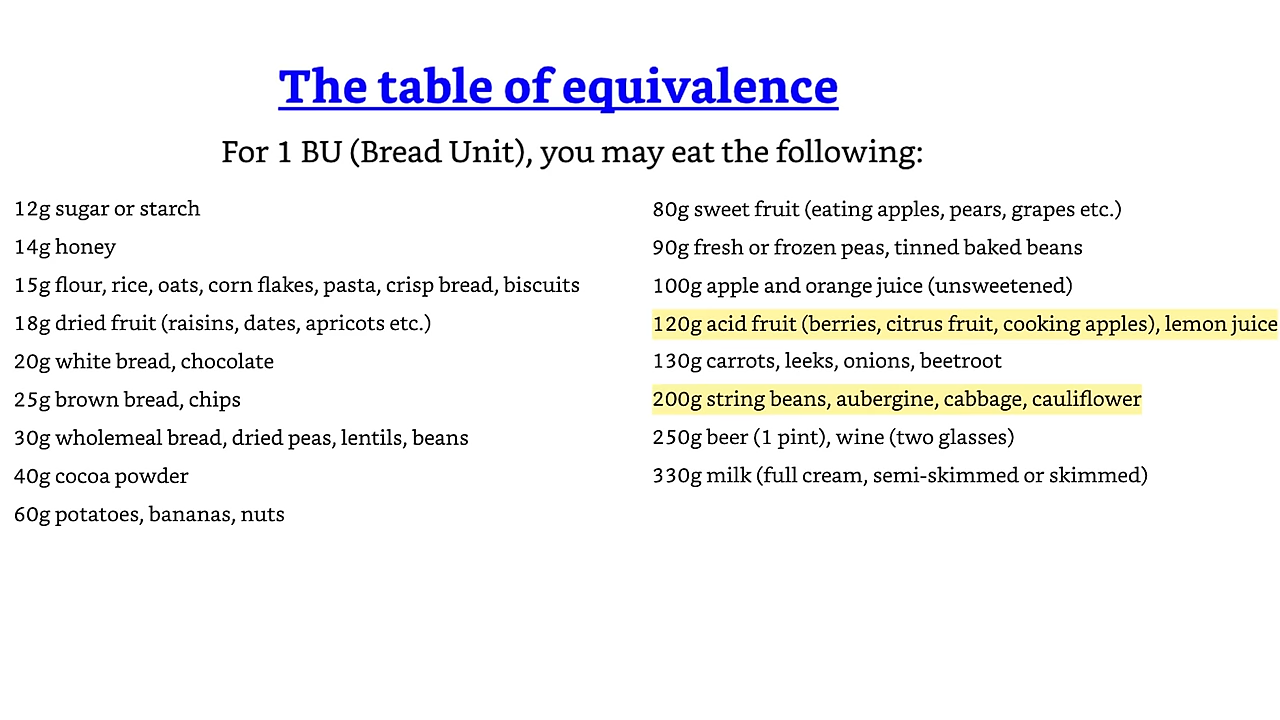 The table of equivalence
For 1 BU (Bread Unit), you may eat the following:
12g sugar or starch
14g honey
15g flour, rice, oats, corn flakes, pasta, crisp bread, biscuits
18g dried fruit (raisins, dates, apricots etc.)
20g white bread, chocolate
25g brown bread, chips
30g wholemeal bread, dried peas, lentils, beans
40g cocoa powder
60g potatoes, bananas, nuts
80g sweet fruit (eating apples, pears, grapes etc.)
90g fresh or frozen peas, tinned baked beans
100g apple and orange juice (unsweetened)
120g acid fruit (berries, citrus fruit, cooking apples), lemon juice
130g carrots, leeks, onions, beetroot
200g string beans, aubergine, cabbage, cauliflower
250g beer (1 pint), wine (two glasses)
330g milk (full cream, semi-skimmed or skimmed)